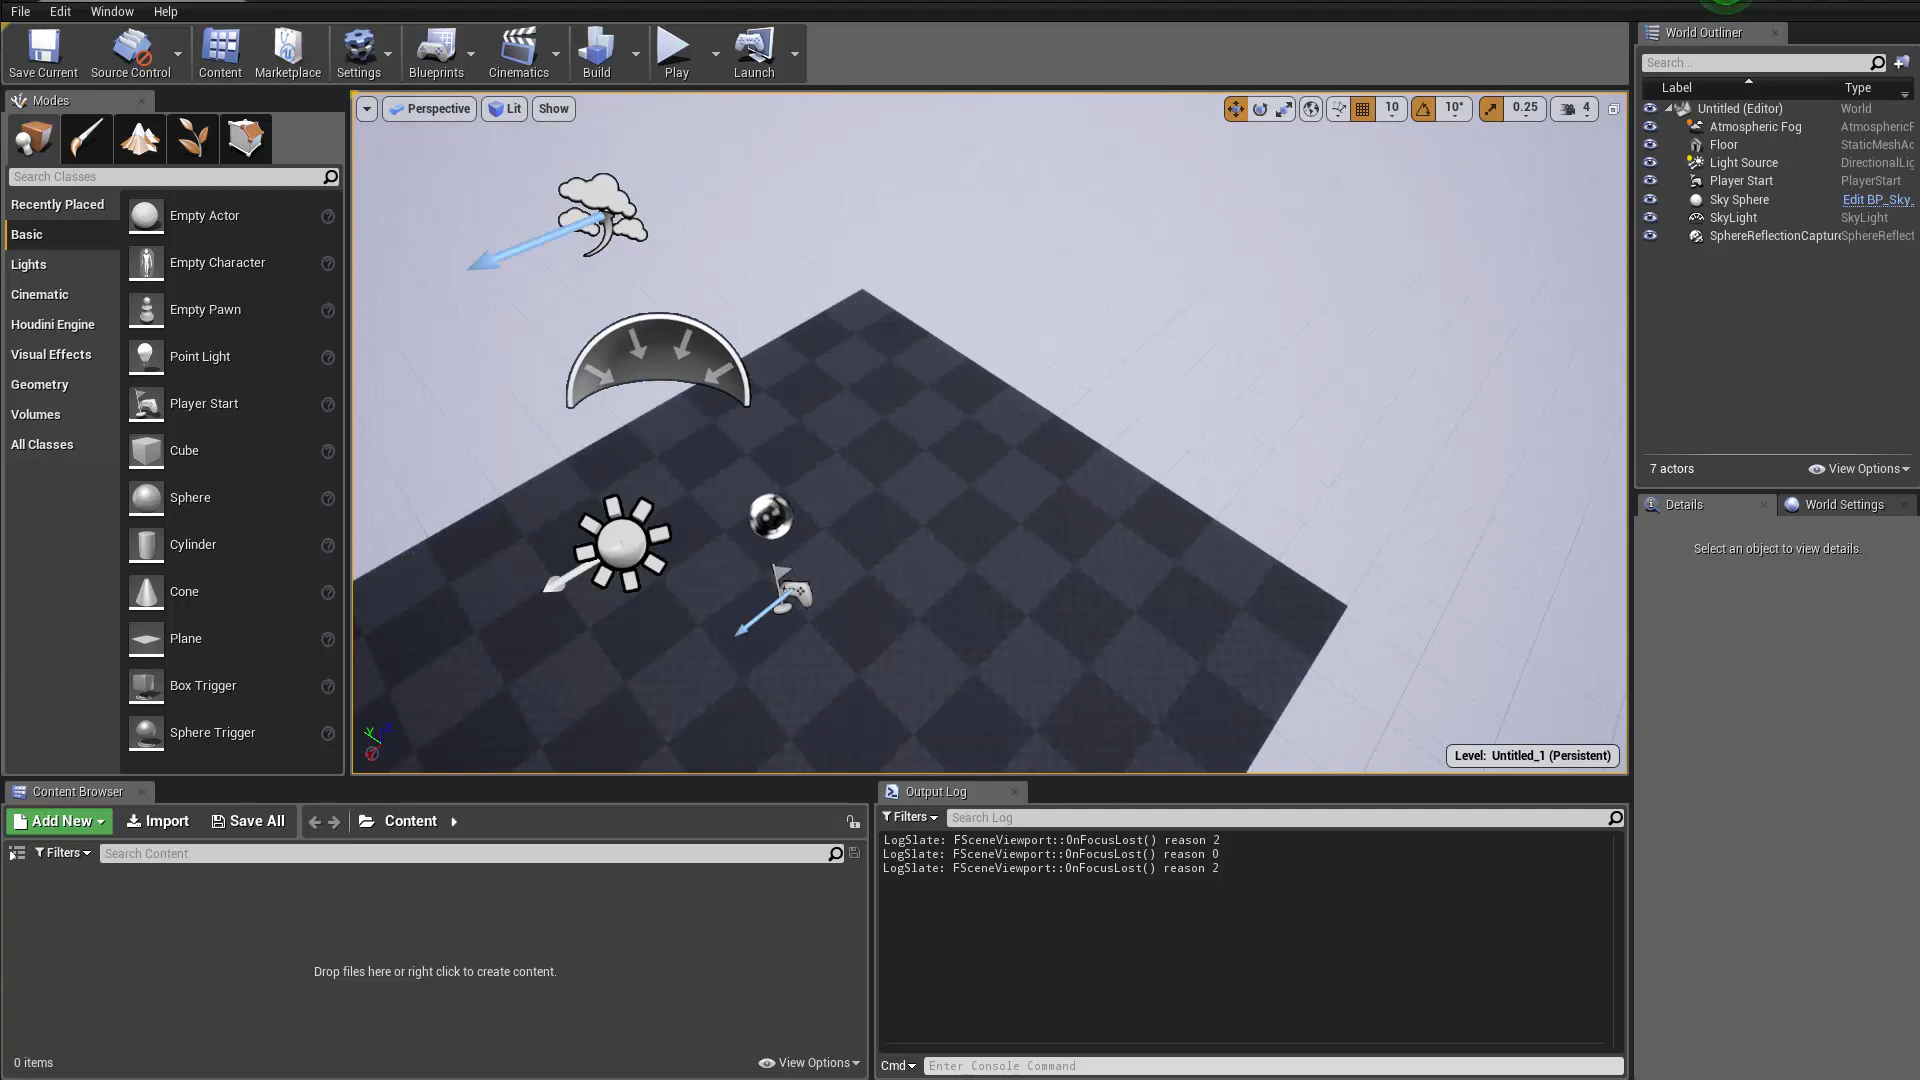 File Edit Window Help
Save Current Source Control Content Marketplace Settings Blueprints Cinematics Build Play Launch
Modes
Search Classes
Recently Placed
Basic
Lights
Cinematic
Houdini Engine
Visual Effects
Geometry
Volumes
All Classes
Empty Actor
Empty Character
Empty Pawn
Point Light
Player Start
Cube
Sphere
Cylinder
Cone
Plane
Box Trigger
Sphere Trigger
Perspective Lit Show
10 10° 0.25 4
Level: Untitled_1 (Persistent)
World Outliner
Search...
Label Type
Untitled (Editor) World
Atmospheric Fog AtmosphericF
Floor StaticMeshAc
Light Source DirectionalLig
Player Start PlayerStart
Sky Sphere Edit BP_Sky_
SkyLight SkyLight
SphereReflectionCapture SphereReflect
7 actors View Options
Details World Settings
Select an object to view details.
Content Browser
Add New Import Save All Content
Filters Search Content
Drop files here or right click to create content.
0 items View Options
Output Log
Filters Search Log
LogSlate: FSceneViewport::OnFocusLost() reason 2
LogSlate: FSceneViewport::OnFocusLost() reason 0
LogSlate: FSceneViewport::OnFocusLost() reason 2
Cmd Enter Console Command